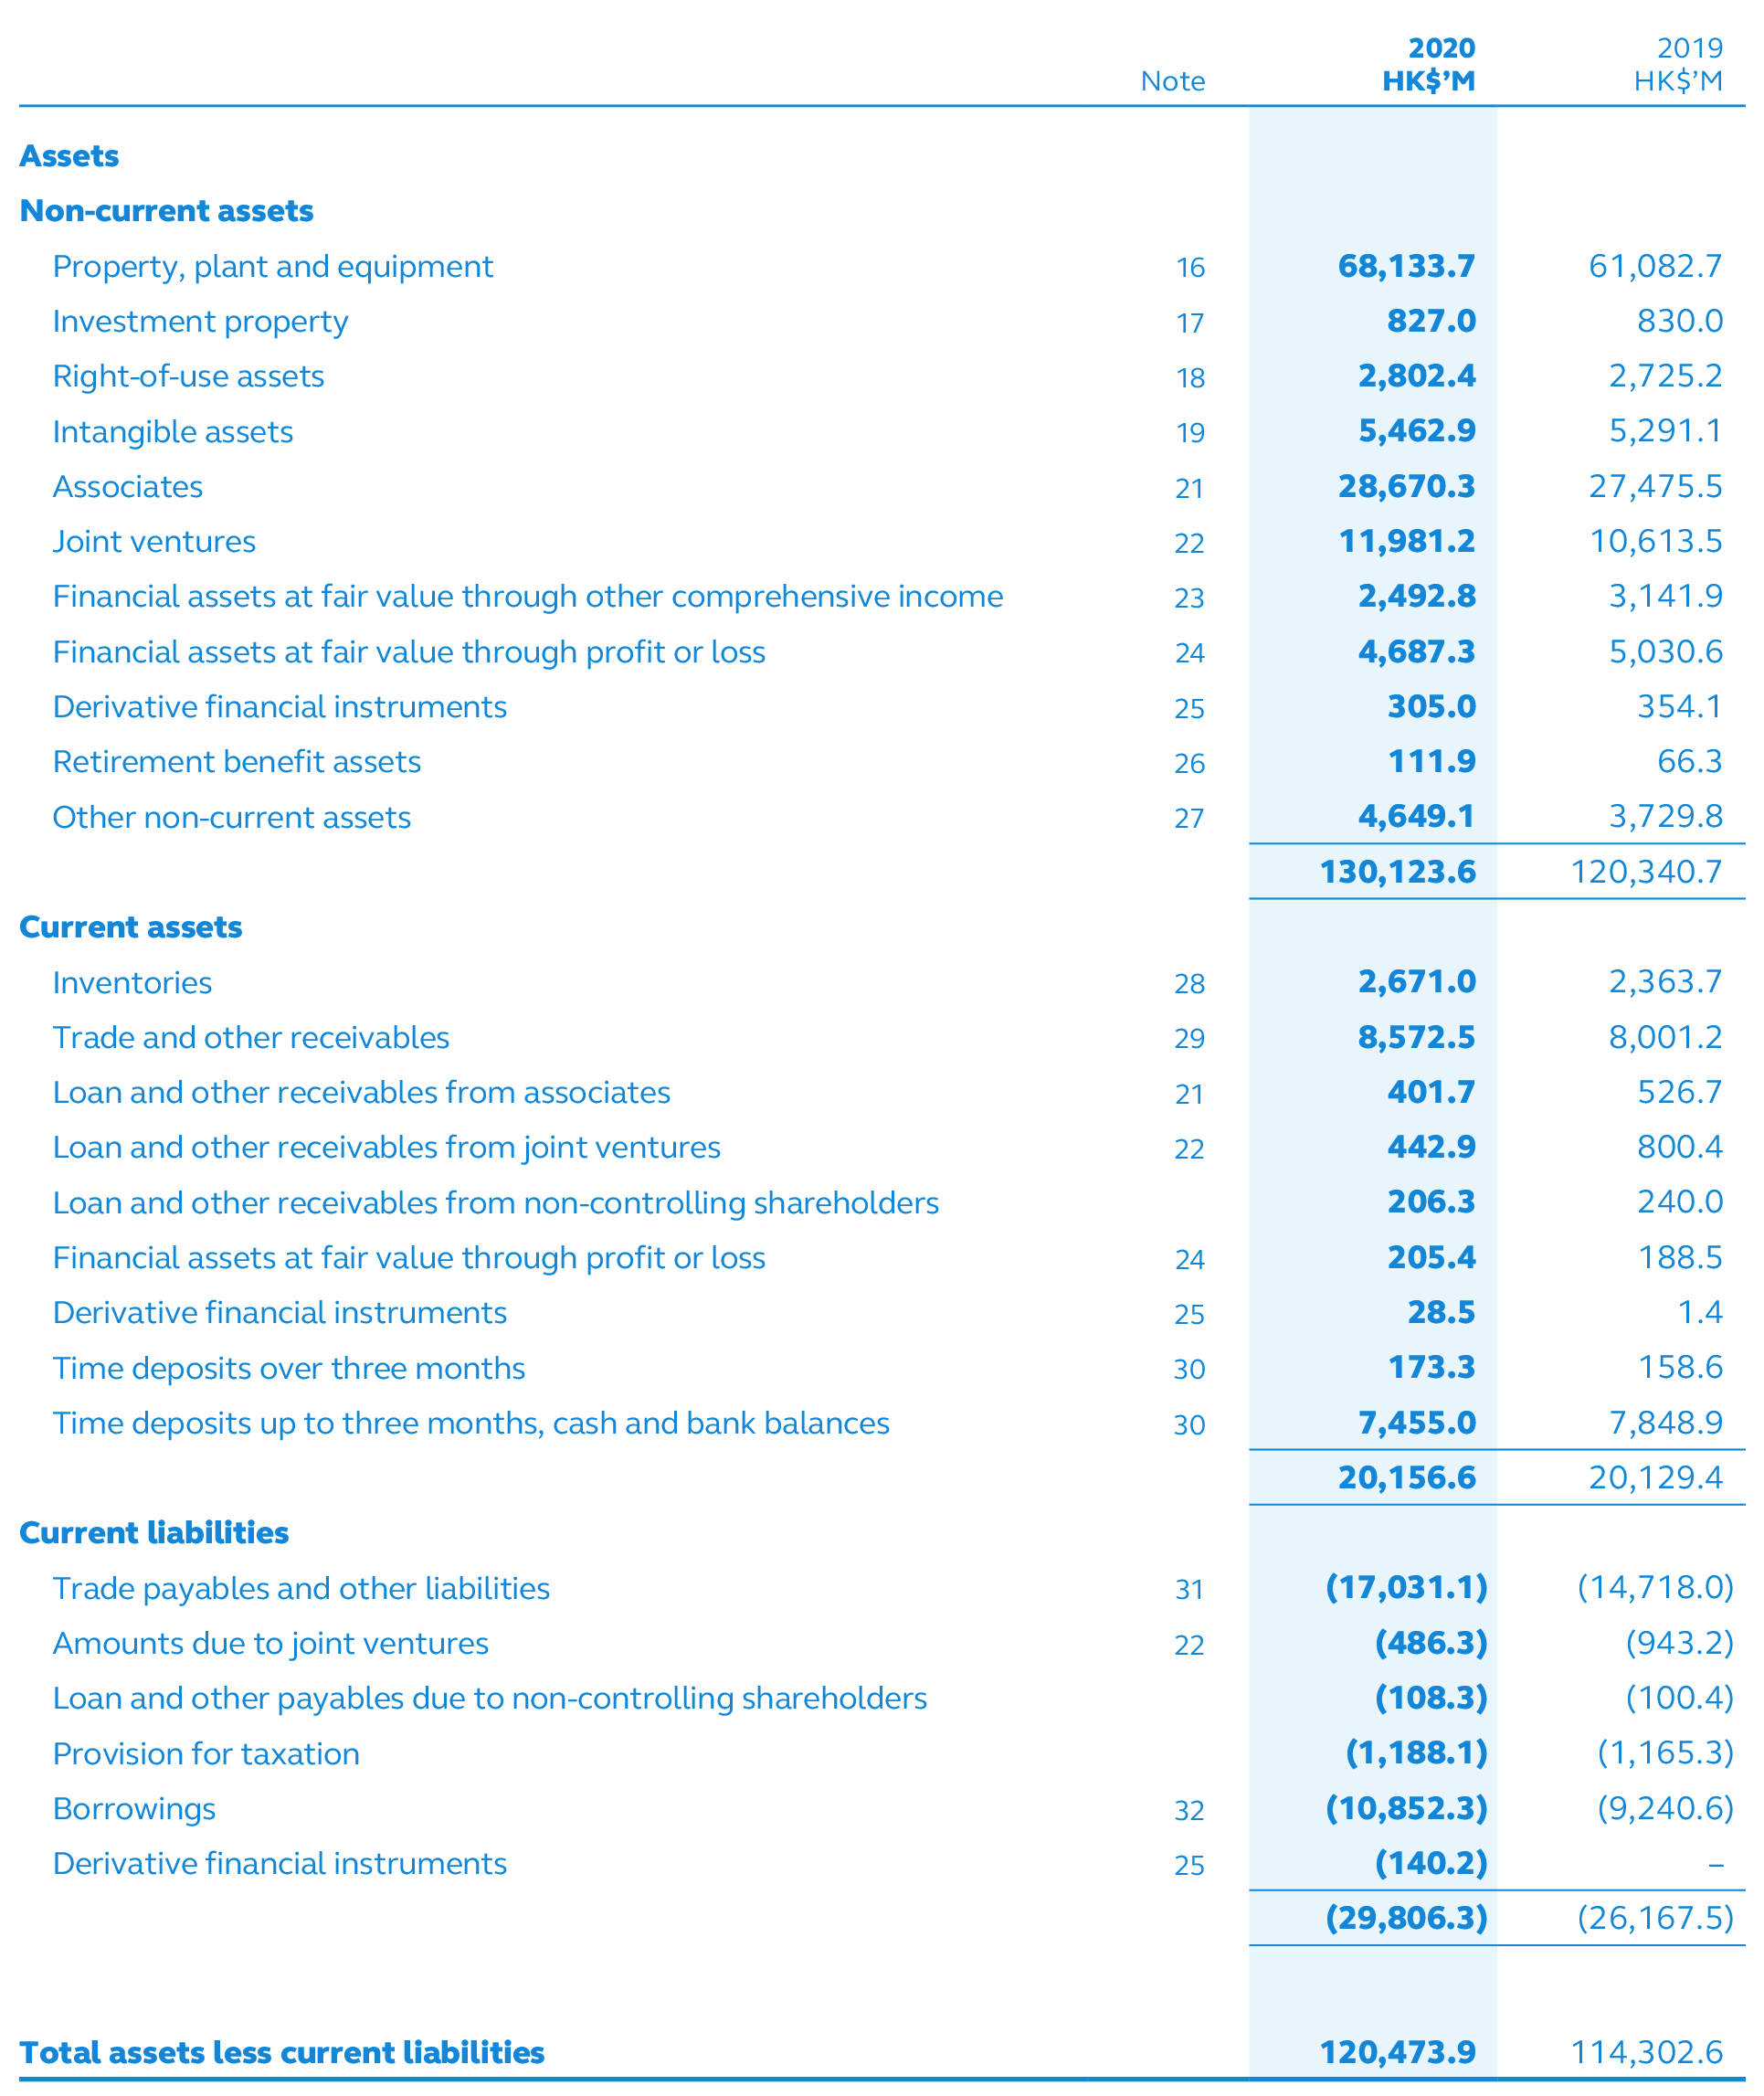 2020 2019
Note HK$’M HK$’M
Assets
Non-current assets
Property, plant and equipment 16 68,133.7 61,082.7
Investment property 17 827.0 830.0
Right-of-use assets 18 2,802.4 2,725.2
Intangible assets 19 5,462.9 5,291.1
Associates 21 28,670.3 27,475.5
Joint ventures 22 11,981.2 10,613.5
Financial assets at fair value through other comprehensive income 23 2,492.8 3,141.9
Financial assets at fair value through profit or loss 24 4,687.3 5,030.6
Derivative financial instruments 25 305.0 354.1
Retirement benefit assets 26 111.9 66.3
Other non-current assets 27 4,649.1 3,729.8
130,123.6 120,340.7
Current assets
Inventories 28 2,671.0 2,363.7
Trade and other receivables 29 8,572.5 8,001.2
Loan and other receivables from associates 21 401.7 526.7
Loan and other receivables from joint ventures 22 442.9 800.4
Loan and other receivables from non-controlling shareholders 206.3 240.0
Financial assets at fair value through profit or loss 24 205.4 188.5
Derivative financial instruments 25 28.5 1.4
Time deposits over three months 30 173.3 158.6
Time deposits up to three months, cash and bank balances 30 7,455.0 7,848.9
20,156.6 20,129.4
Current liabilities
Trade payables and other liabilities 31 (17,031.1) (14,718.0)
Amounts due to joint ventures 22 (486.3) (943.2)
Loan and other payables due to non-controlling shareholders (108.3) (100.4)
Provision for taxation (1,188.1) (1,165.3)
Borrowings 32 (10,852.3) (9,240.6)
Derivative financial instruments 25 (140.2) –
(29,806.3) (26,167.5)
Total assets less current liabilities 120,473.9 114,302.6